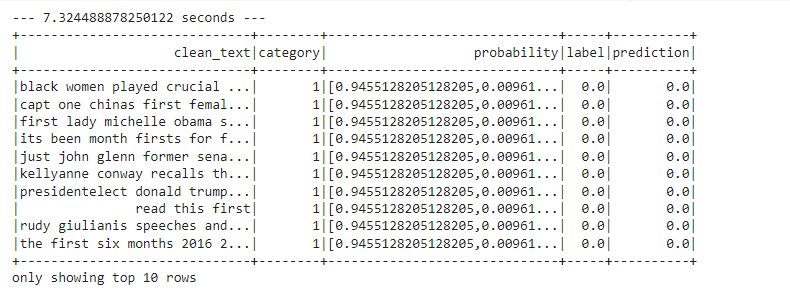 --- 7.324488878250122 seconds ---
+--------------------+--------+--------------------+-----+----------+
|          clean_text|category|         probability|label|prediction|
+--------------------+--------+--------------------+-----+----------+
|black women played crucial ...|       1|[0.9455128205128205,0.00961...|  0.0|       0.0|
|capt one chinas first femal...|       1|[0.9455128205128205,0.00961...|  0.0|       0.0|
|first lady michelle obama s...|       1|[0.9455128205128205,0.00961...|  0.0|       0.0|
|its been month firsts for f...|       1|[0.9455128205128205,0.00961...|  0.0|       0.0|
|just john glenn former sena...|       1|[0.9455128205128205,0.00961...|  0.0|       0.0|
|kellyanne conway recalls th...|       1|[0.9455128205128205,0.00961...|  0.0|       0.0|
|presidentelect donald trump...|       1|[0.9455128205128205,0.00961...|  0.0|       0.0|
|               read this first|       1|[0.9455128205128205,0.00961...|  0.0|       0.0|
|rudy giulianis speeches and...|       1|[0.9455128205128205,0.00961...|  0.0|       0.0|
|the first six months 2016 2...|       1|[0.9455128205128205,0.00961...|  0.0|       0.0|
+--------------------+--------+--------------------+-----+----------+
only showing top 10 rows